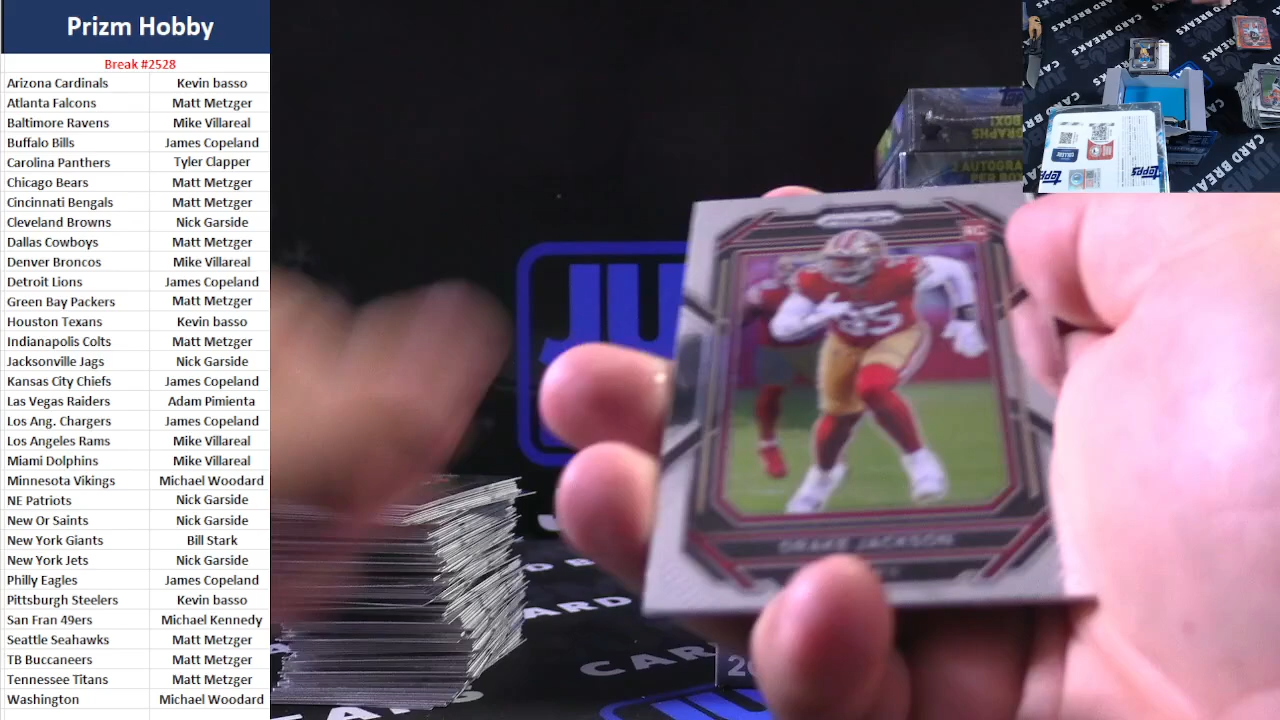 Prizm Hobby
Break #2528
Arizona Cardinals Kevin basso
Atlanta Falcons Matt Metzger
Baltimore Ravens Mike Villareal
Buffalo Bills James Copeland
Carolina Panthers Tyler Clapper
Chicago Bears Matt Metzger
Cincinnati Bengals Matt Metzger
Cleveland Browns Nick Garside
Dallas Cowboys Matt Metzger
Denver Broncos Mike Villareal
Detroit Lions James Copeland
Green Bay Packers Matt Metzger
Houston Texans Kevin basso
Indianapolis Colts Matt Metzger
Jacksonville Jags Nick Garside
Kansas City Chiefs James Copeland
Las Vegas Raiders Adam Pimienta
Los Ang. Chargers James Copeland
Los Angeles Rams Mike Villareal
Miami Dolphins Mike Villareal
Minnesota Vikings Michael Woodard
NE Patriots Nick Garside
New Or Saints Nick Garside
New York Giants Bill Stark
New York Jets Nick Garside
Philly Eagles James Copeland
Pittsburgh Steelers Kevin basso
San Fran 49ers Michael Kennedy
Seattle Seahawks Matt Metzger
TB Buccaneers Matt Metzger
Tennessee Titans Matt Metzger
Washington Michael Woodard
PRIZM
RC
DRAKE JACKSON
BOX!
CARD BREAKS
topps